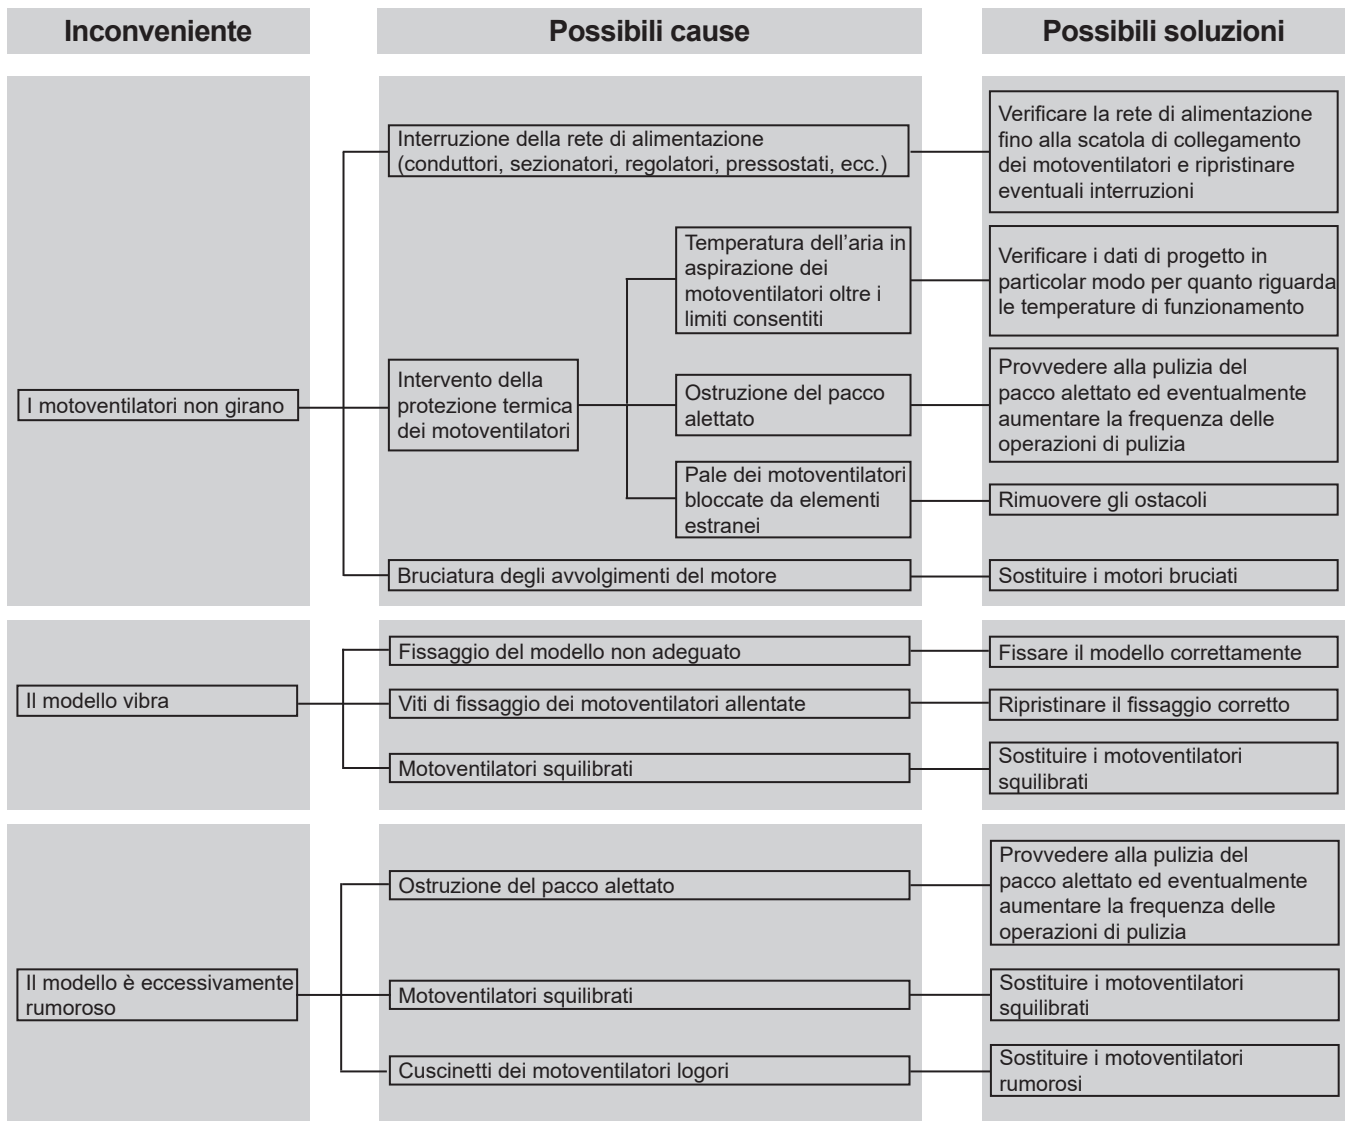 Inconveniente
Possibili cause
Possibili soluzioni
I motoventilatori non girano
Interruzione della rete di alimentazione
(conduttori, sezionatori, regolatori, pressostati, ecc.)
Verificare la rete di alimentazione
fino alla scatola di collegamento
dei motoventilatori e ripristinare
eventuali interruzioni
Intervento della
protezione termica
dei motoventilatori
Temperatura dell’aria in
aspirazione dei
motoventilatori oltre i
limiti consentiti
Verificare i dati di progetto in
particolar modo per quanto riguarda
le temperature di funzionamento
Ostruzione del pacco
alettato
Provvedere alla pulizia del
pacco alettato ed eventualmente
aumentare la frequenza delle
operazioni di pulizia
Pale dei motoventilatori
bloccate da elementi
estranei
Rimuovere gli ostacoli
Bruciatura degli avvolgimenti del motore
Sostituire i motori bruciati
Il modello vibra
Fissaggio del modello non adeguato
Fissare il modello correttamente
Viti di fissaggio dei motoventilatori allentate
Ripristinare il fissaggio corretto
Motoventilatori squilibrati
Sostituire i motoventilatori
squilibrati
Il modello è eccessivamente
rumoroso
Ostruzione del pacco alettato
Provvedere alla pulizia del
pacco alettato ed eventualmente
aumentare la frequenza delle
operazioni di pulizia
Motoventilatori squilibrati
Sostituire i motoventilatori
squilibrati
Cuscinetti dei motoventilatori logori
Sostituire i motoventilatori
rumorosi